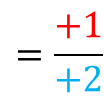 = +1
+2